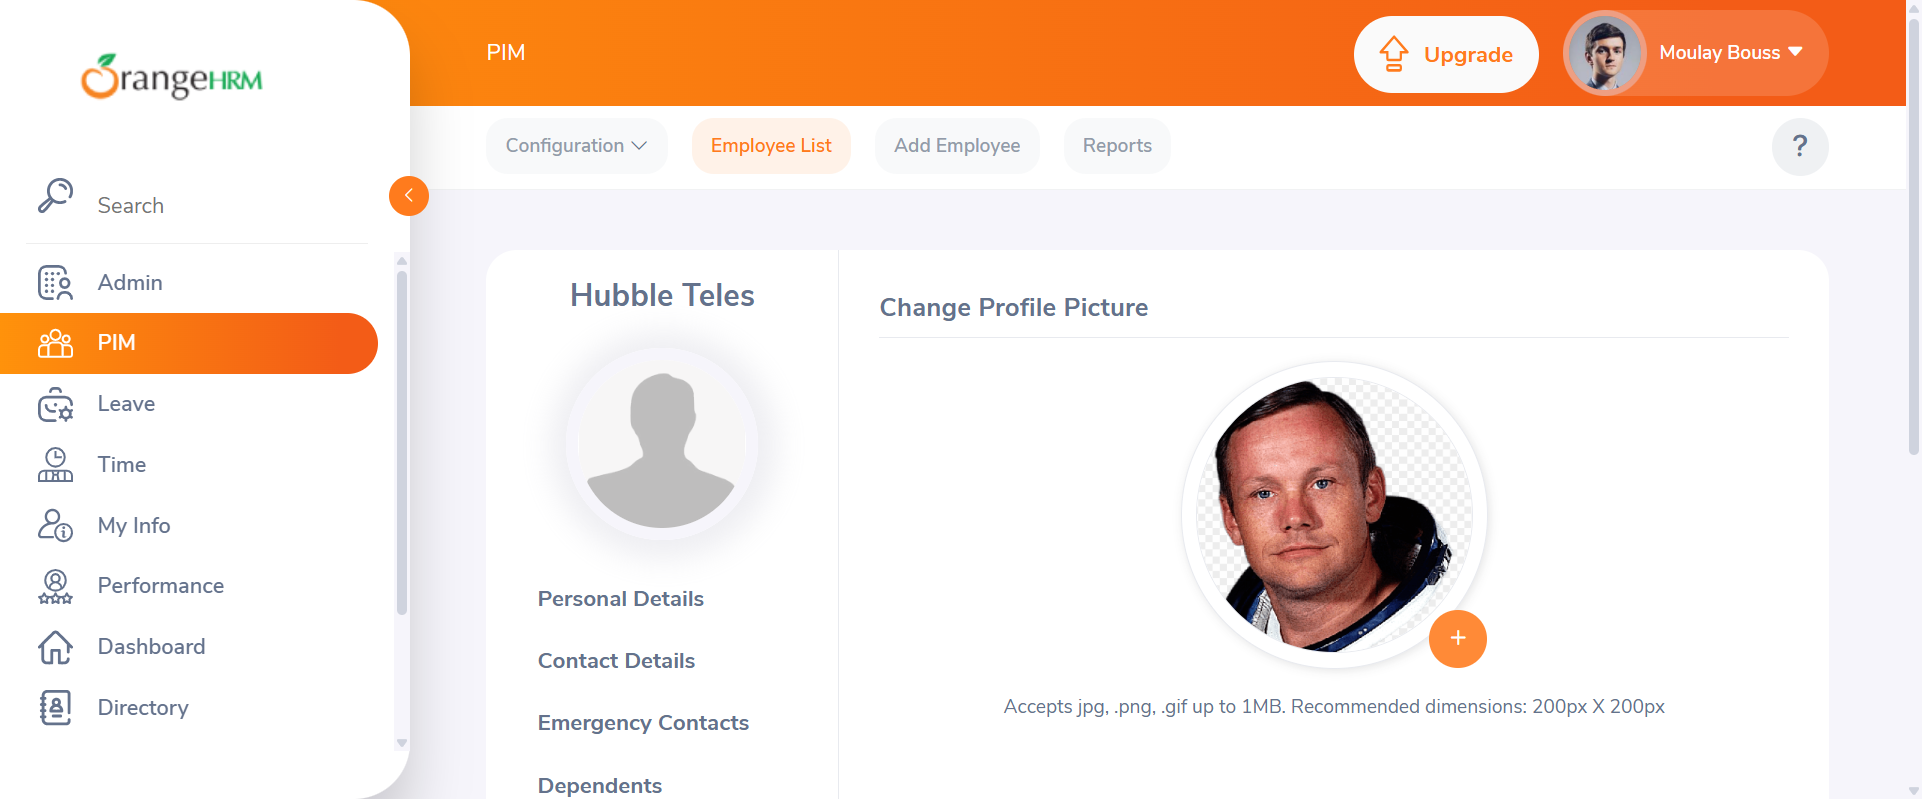 OrangeHRM
Search
Admin
PIM
Leave
Time
My Info
Performance
Dashboard
Directory
PIM
Upgrade
Moulay Bouss
Configuration
Employee List
Add Employee
Reports
?
Hubble Teles
Personal Details
Contact Details
Emergency Contacts
Dependents
Change Profile Picture
+
Accepts jpg, .png, .gif up to 1MB. Recommended dimensions: 200px X 200px